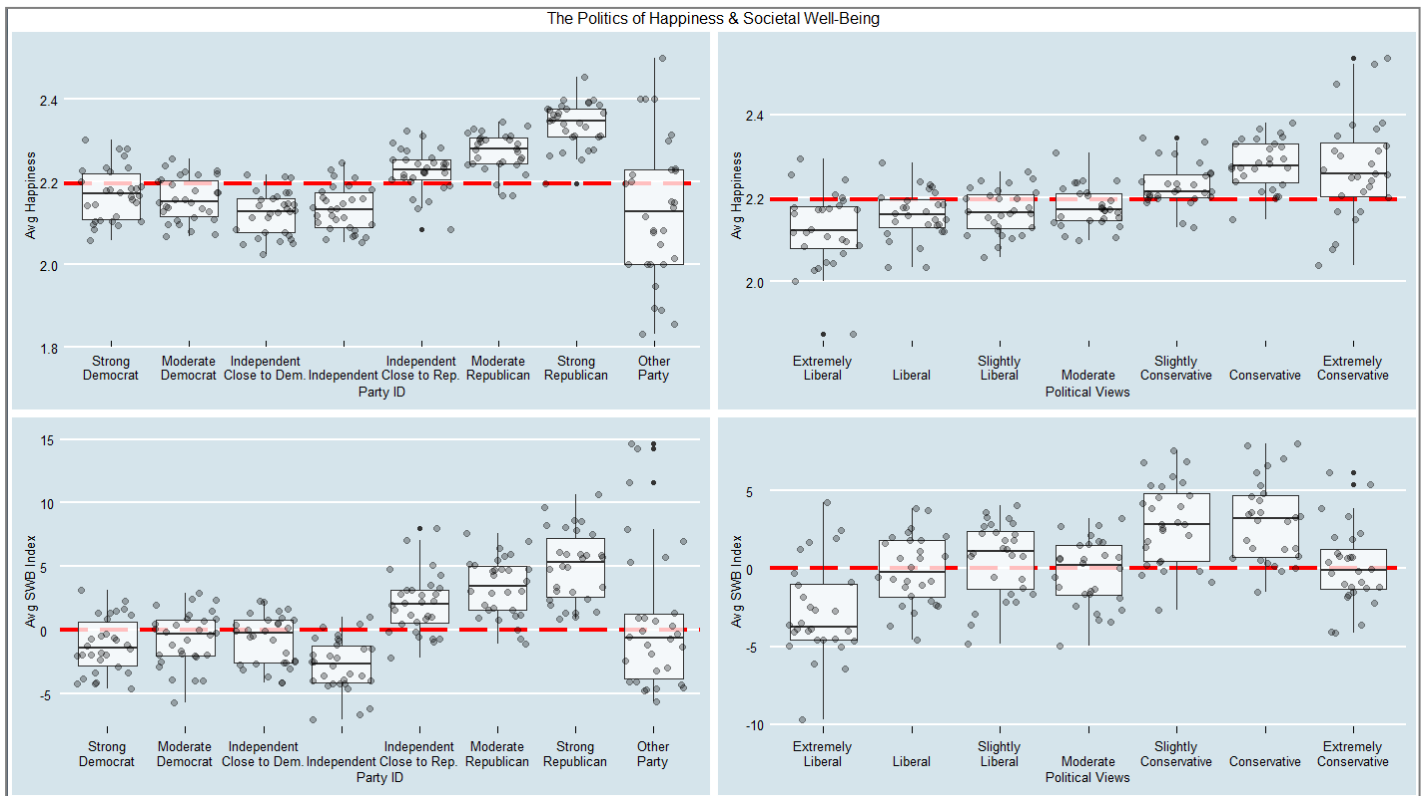 The Politics of Happiness & Societal Well-Being
Avg Happiness
2.4
2.2
2.0
1.8
Strong Democrat
Moderate Democrat
Independent Close to Dem.
Independent
Independent Close to Rep.
Moderate Republican
Strong Republican
Other Party
Party ID
Avg Happiness
2.4
2.2
2.0
Extremely Liberal
Liberal
Slightly Liberal
Moderate
Slightly Conservative
Conservative
Extremely Conservative
Political Views
Avg SWB Index
15
10
5
0
-5
Strong Democrat
Moderate Democrat
Independent Close to Dem.
Independent
Independent Close to Rep.
Moderate Republican
Strong Republican
Other Party
Party ID
Avg SWB Index
5
0
-5
-10
Extremely Liberal
Liberal
Slightly Liberal
Moderate
Slightly Conservative
Conservative
Extremely Conservative
Political Views